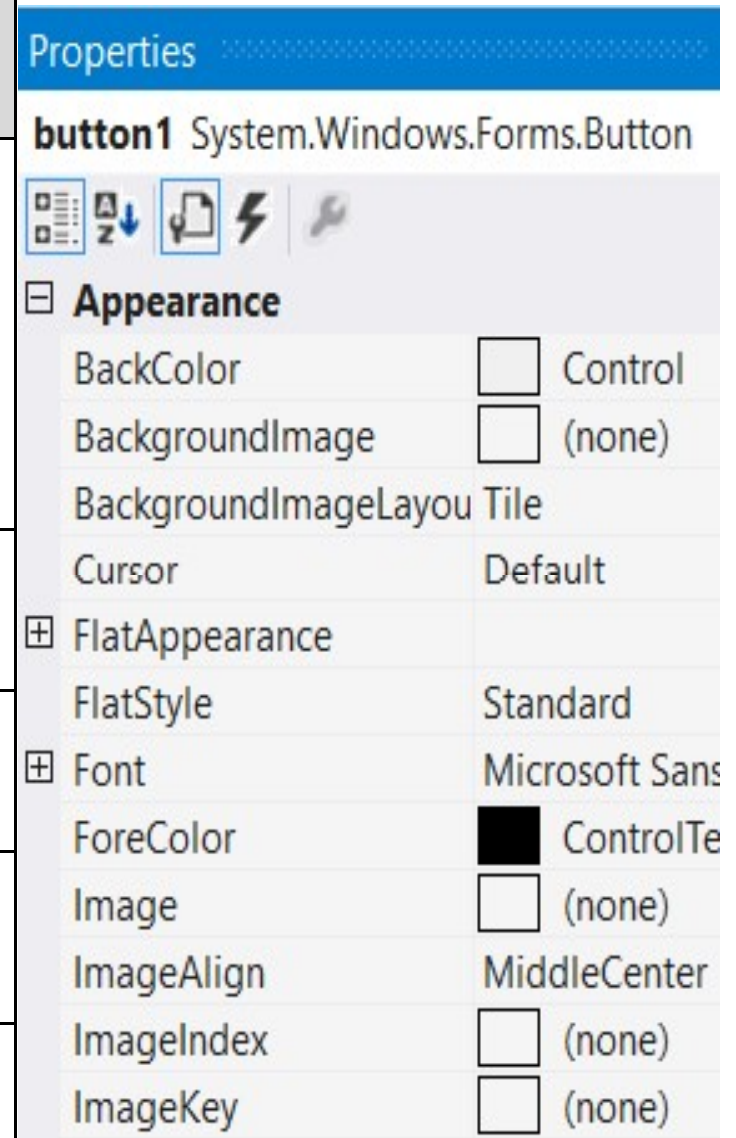 Properties
button1 System.Windows.Forms.Button
Appearance
BackColor Control
BackgroundImage (none)
BackgroundImageLayou Tile
Cursor Default
FlatAppearance
FlatStyle Standard
Font Microsoft Sans
ForeColor ControlTe
Image (none)
ImageAlign MiddleCenter
ImageIndex (none)
ImageKey (none)